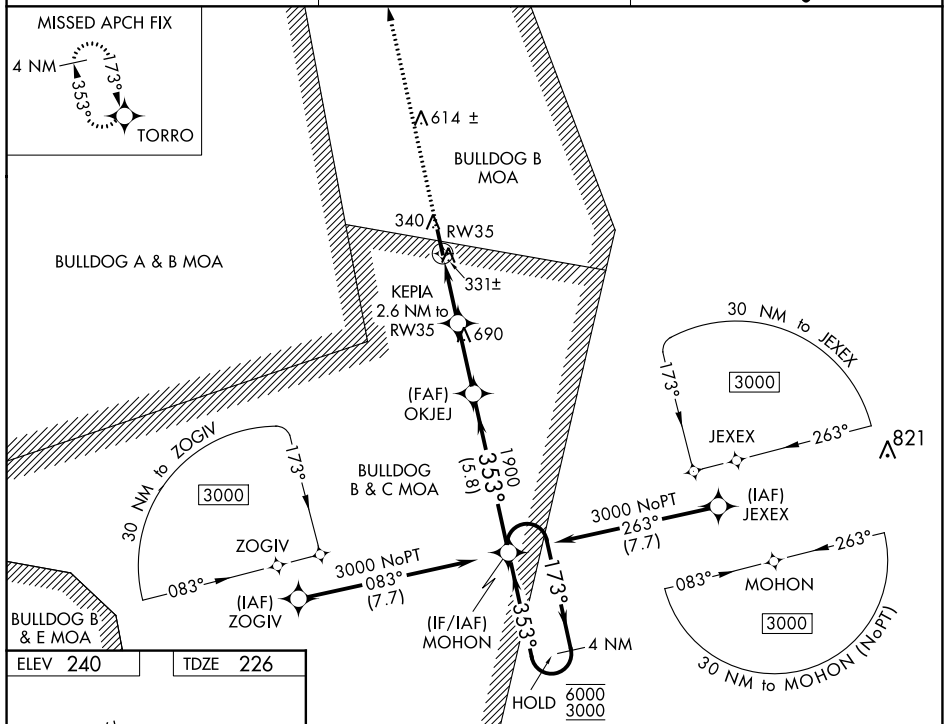 MISSED APCH FIX
4 NM
173°
353°
TORRO
614 ±
BULLDOG B
MOA
340
RW35
BULLDOG A & B MOA
331±
KEPIA
2.6 NM to
RW35
690
30 NM to JEXEX
3000
173°
JEXEX
263°
821
(FAF)
OKJEJ
30 NM to ZOGIV
173°
3000
ZOGIV
083°
BULLDOG
B & C MOA
1900
353°
(5.8)
3000 NoPT
263°
(7.7)
(IAF)
JEXEX
3000 NoPT
083°
(7.7)
(IAF)
ZOGIV
(IF/IAF)
MOHON
173°
353°
4 NM
HOLD
6000
3000
083°
263°
MOHON
3000
30 NM to MOHON (NoPT)
BULLDOG B
& E MOA
ELEV 240
TDZE 226